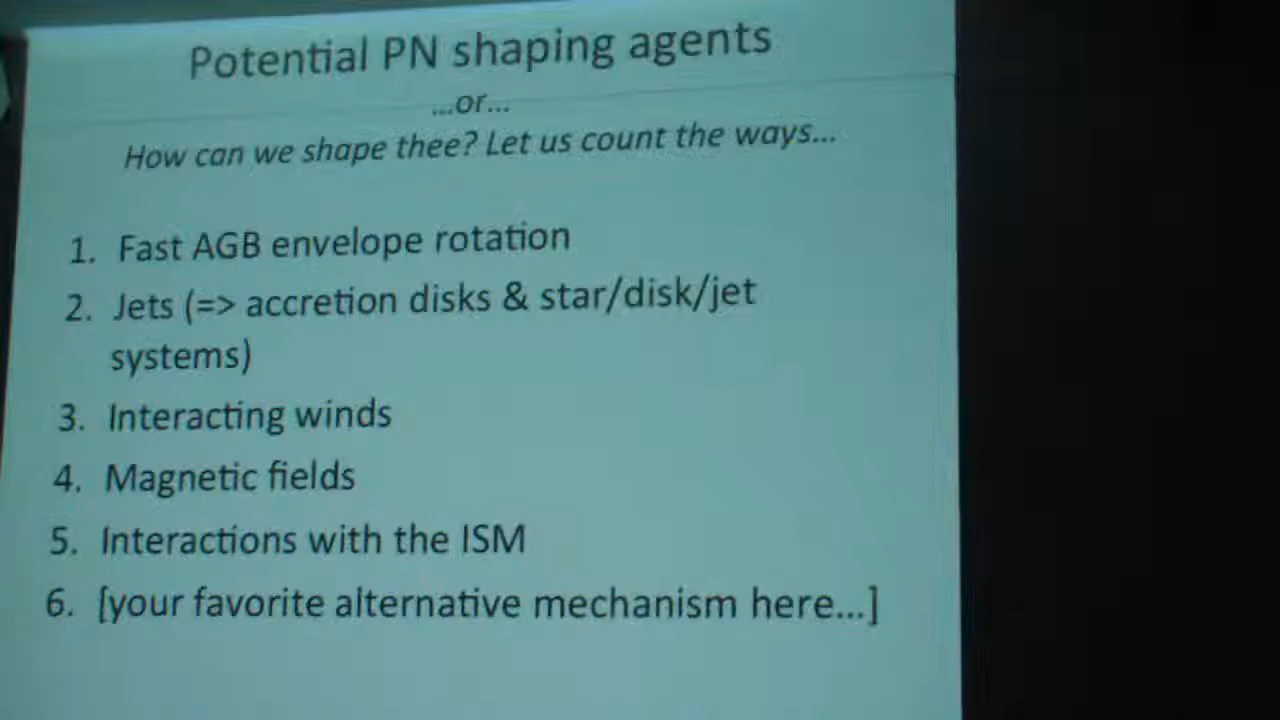 Potential PN shaping agents
...or...
How can we shape thee? Let us count the ways...
1. Fast AGB envelope rotation
2. Jets (=> accretion disks & star/disk/jet
systems)
3. Interacting winds
4. Magnetic fields
5. Interactions with the ISM
6. [your favorite alternative mechanism here...]